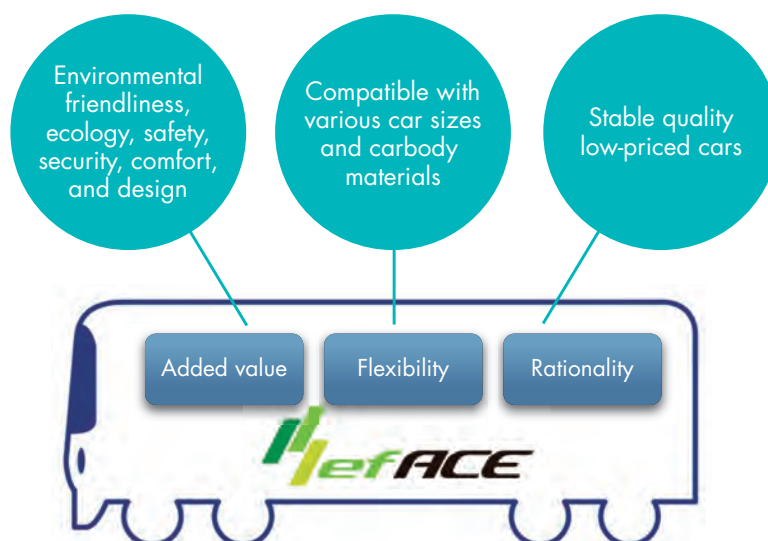 Environmental
friendliness,
ecology, safety,
security, comfort,
and design
Compatible with
various car sizes
and carbody
materials
Stable quality
low-priced cars
Added value
Flexibility
Rationality
efACE